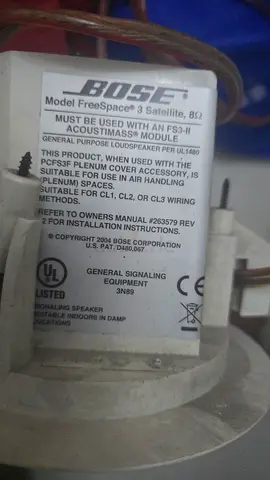 BOSE
Model FreeSpace® 3 Satellite, 8Ω
MUST BE USED WITH AN FS3-II
ACOUSTIMASS® MODULE
GENERAL PURPOSE LOUDSPEAKER PER UL1480
THIS PRODUCT, WHEN USED WITH THE
PCFS3F PLENUM COVER ACCESSORY, IS
SUITABLE FOR USE IN AIR HANDLING
(PLENUM) SPACES.
SUITABLE FOR CL1, CL2, OR CL3 WIRING
METHODS.
REFER TO OWNERS MANUAL #263579 REV
2 FOR INSTALLATION INSTRUCTIONS.
© COPYRIGHT 2004 BOSE CORPORATION
U.S. PAT. D480,067
UL
LISTED
GENERAL SIGNALING
EQUIPMENT
3N89
CE
SIGNALING SPEAKER
SUITABLE INDOORS IN DAMP
LOCATIONS